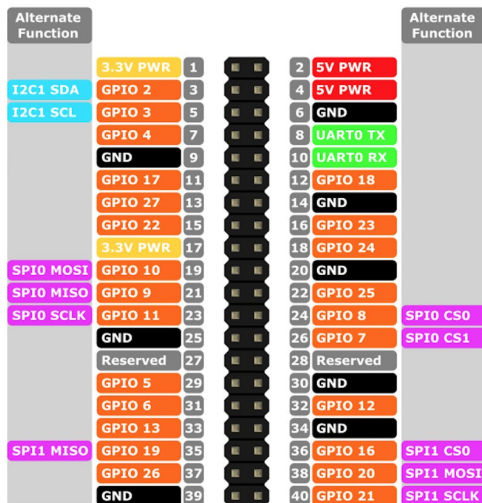 Alternate Function Alternate Function
3.3V PWR 1 2 5V PWR
I2C1 SDA GPIO 2 3 4 5V PWR
I2C1 SCL GPIO 3 5 6 GND
GPIO 4 7 8 UART0 TX
GND 9 10 UART0 RX
GPIO 17 11 12 GPIO 18
GPIO 27 13 14 GND
GPIO 22 15 16 GPIO 23
3.3V PWR 17 18 GPIO 24
SPI0 MOSI GPIO 10 19 20 GND
SPI0 MISO GPIO 9 21 22 GPIO 25
SPI0 SCLK GPIO 11 23 24 GPIO 8 SPI0 CS0
GND 25 26 GPIO 7 SPI0 CS1
Reserved 27 28 Reserved
GPIO 5 29 30 GND
GPIO 6 31 32 GPIO 12
GPIO 13 33 34 GND
SPI1 MISO GPIO 19 35 36 GPIO 16 SPI1 CS0
GPIO 26 37 38 GPIO 20 SPI1 MOSI
GND 39 40 GPIO 21 SPI1 SCLK